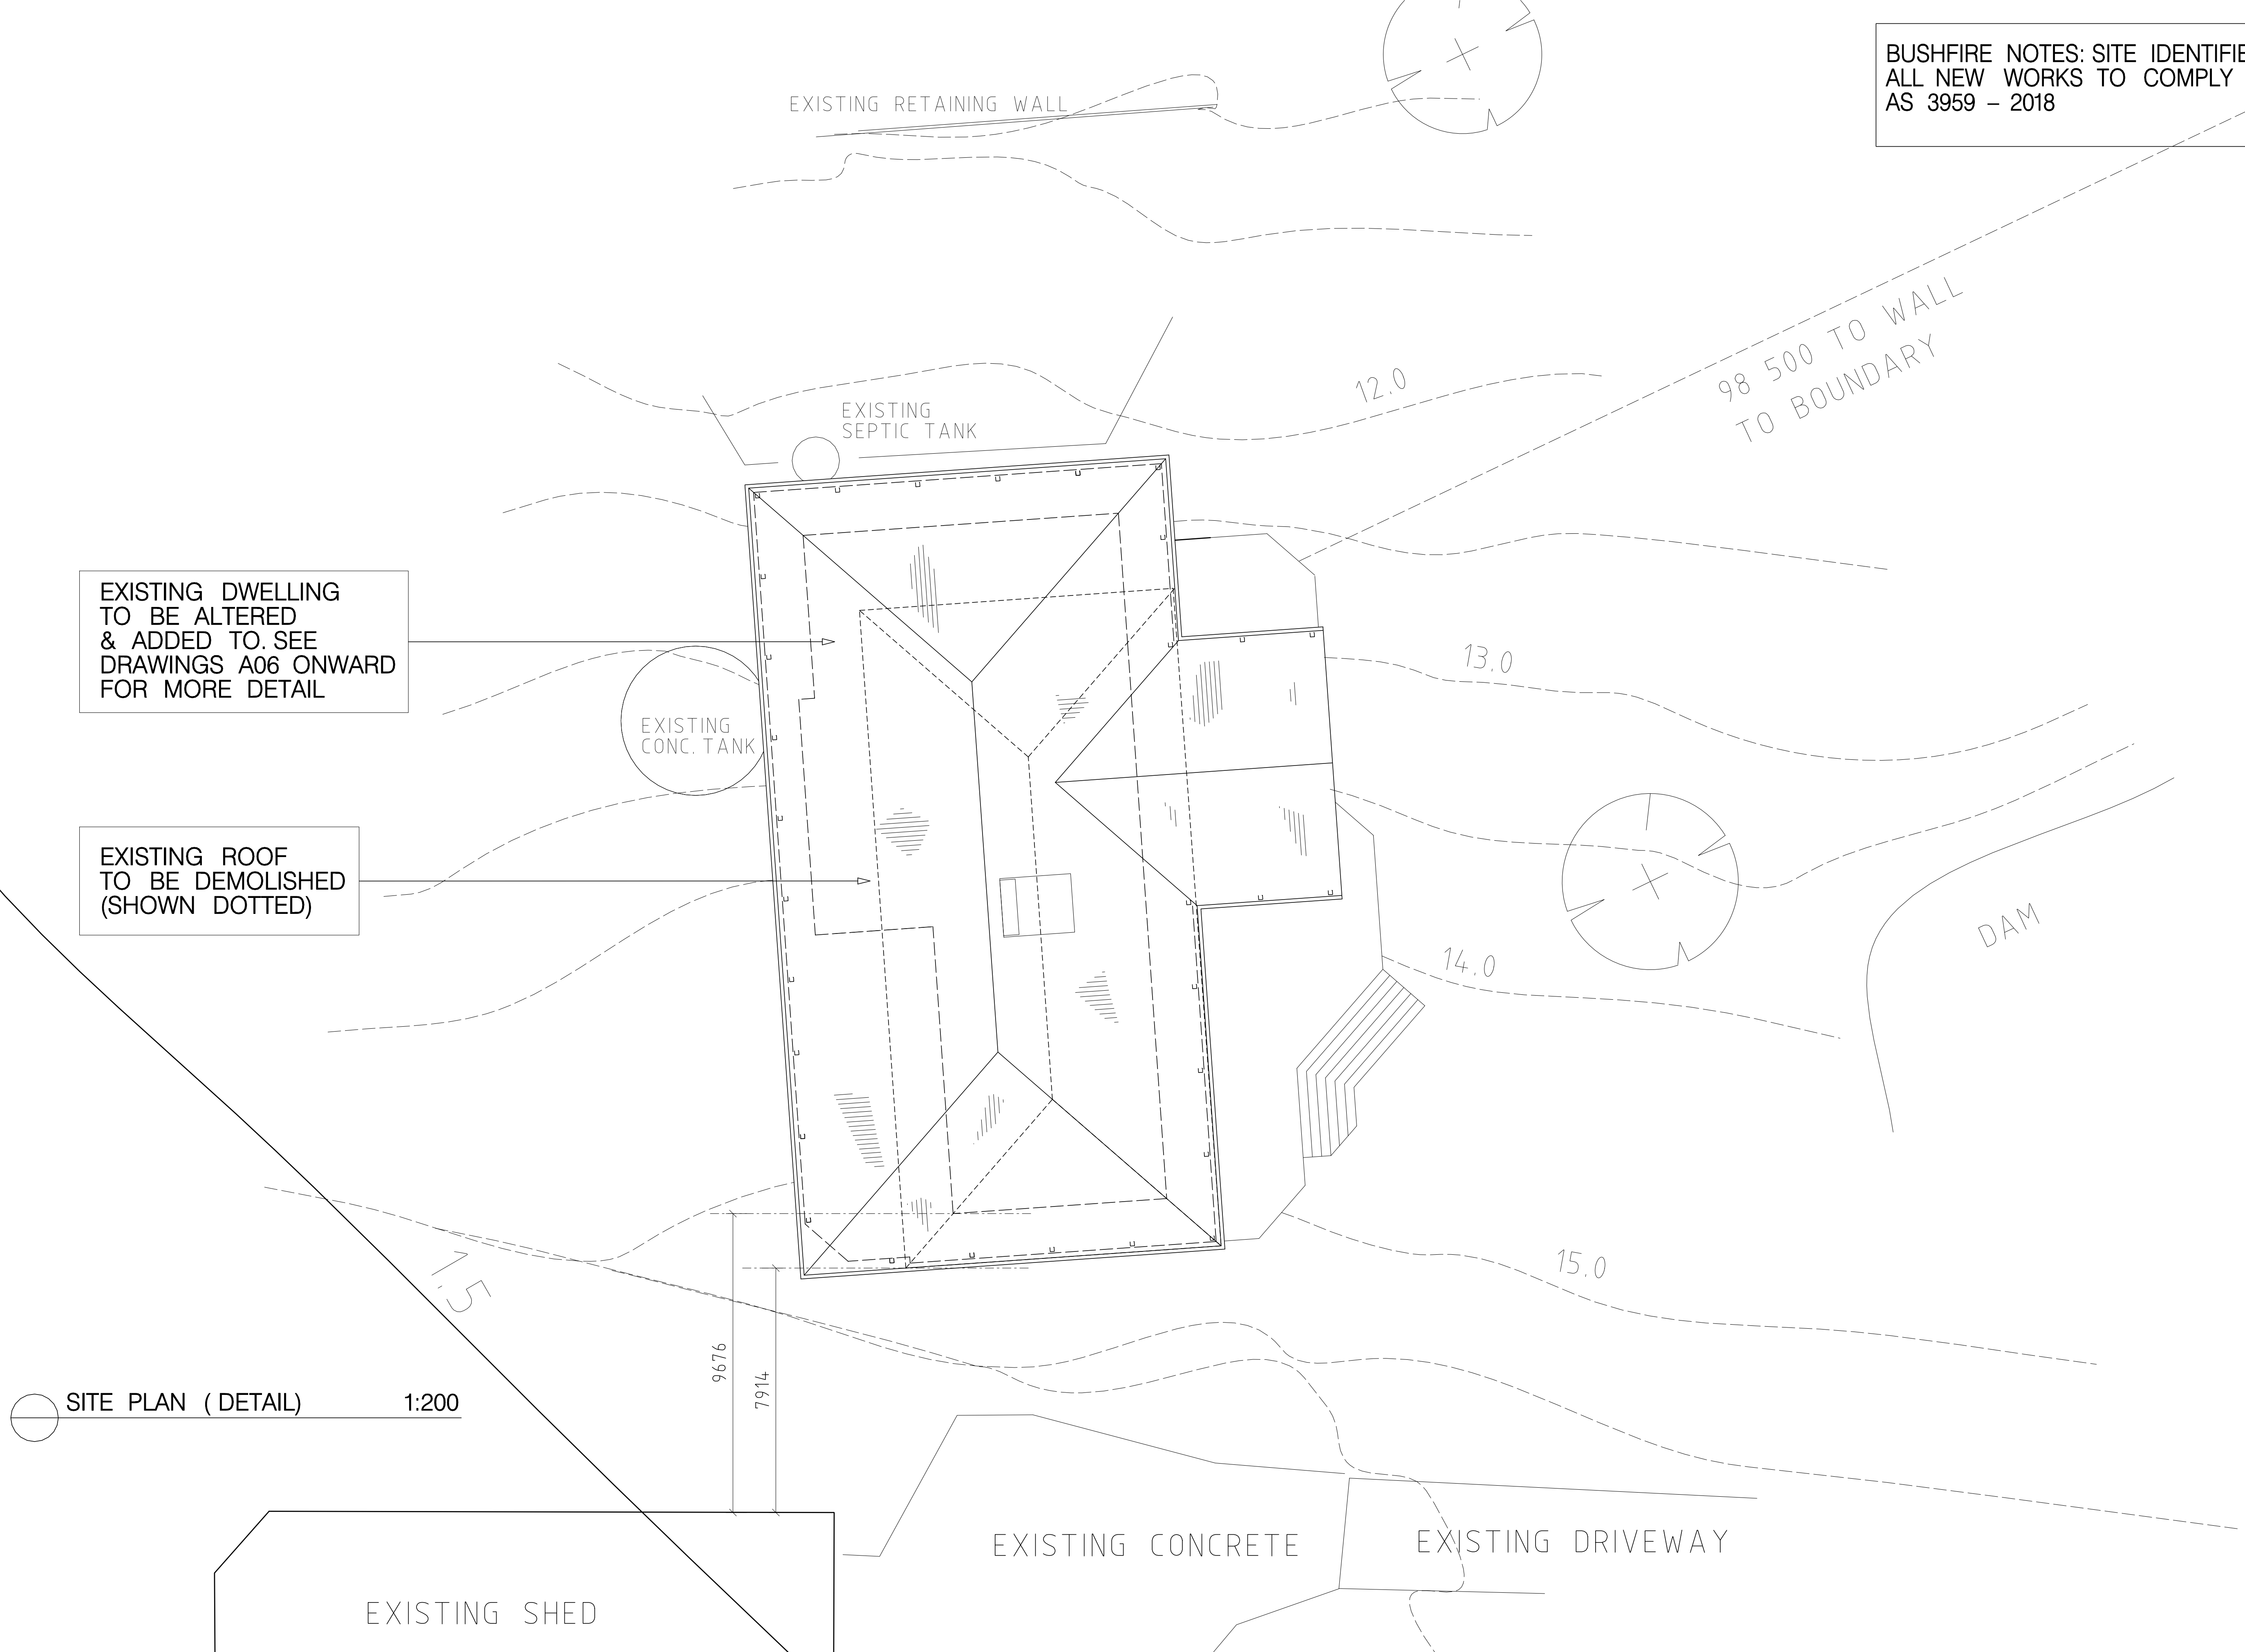 BUSHFIRE NOTES: SITE IDENTIFIE
ALL NEW WORKS TO COMPLY
AS 3959 – 2018
EXISTING RETAINING WALL
98 500 TO WALL
TO BOUNDARY
12.0
EXISTING
SEPTIC TANK
EXISTING DWELLING
TO BE ALTERED
& ADDED TO. SEE
DRAWINGS A06 ONWARD
FOR MORE DETAIL
13.0
EXISTING
CONC. TANK
EXISTING ROOF
TO BE DEMOLISHED
(SHOWN DOTTED)
DAM
14.0
15.0
1.5
9676
7914
SITE PLAN ( DETAIL) 1:200
EXISTING CONCRETE
EXISTING DRIVEWAY
EXISTING SHED